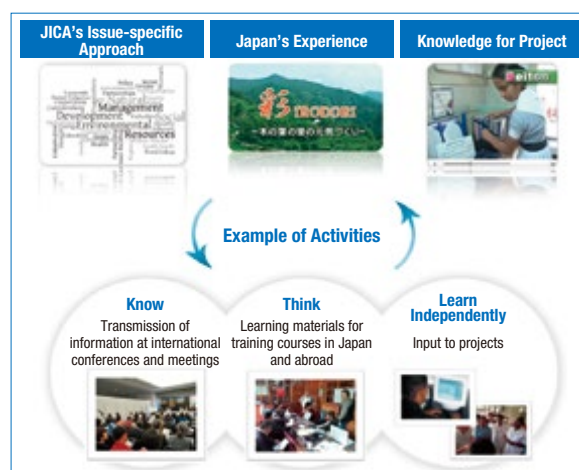 JICA's Issue-specific
Approach
Japan's Experience
Knowledge for Project
Management
Development
Environmental
Resources
彩 IRODORI
Example of Activities
Know
Transmission of
information at international
conferences and meetings
Think
Learning materials for
training courses in Japan
and abroad
Learn
Independently
Input to projects